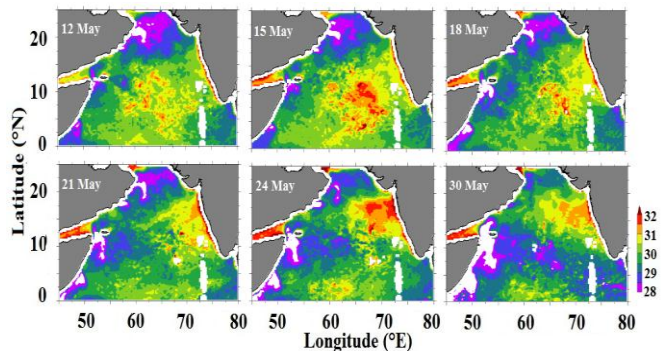 12 May
15 May
18 May
21 May
24 May
30 May
Latitude (°N)
20
10
0
20
10
0
32
31
30
29
28
50 60 70 80 50 60 70 80 50 60 70 80
Longitude (°E)